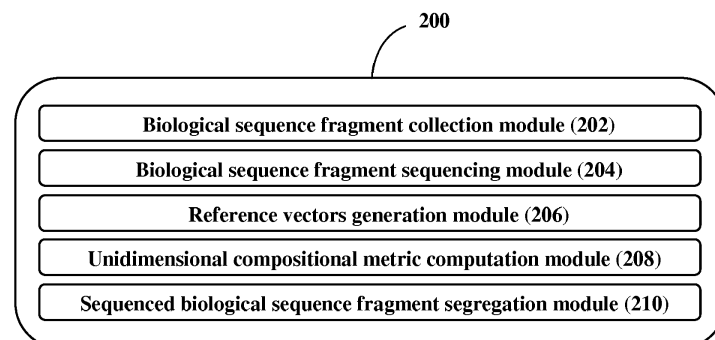 200
Biological sequence fragment collection module (202)
Biological sequence fragment sequencing module (204)
Reference vectors generation module (206)
Unidimensional compositional metric computation module (208)
Sequenced biological sequence fragment segregation module (210)